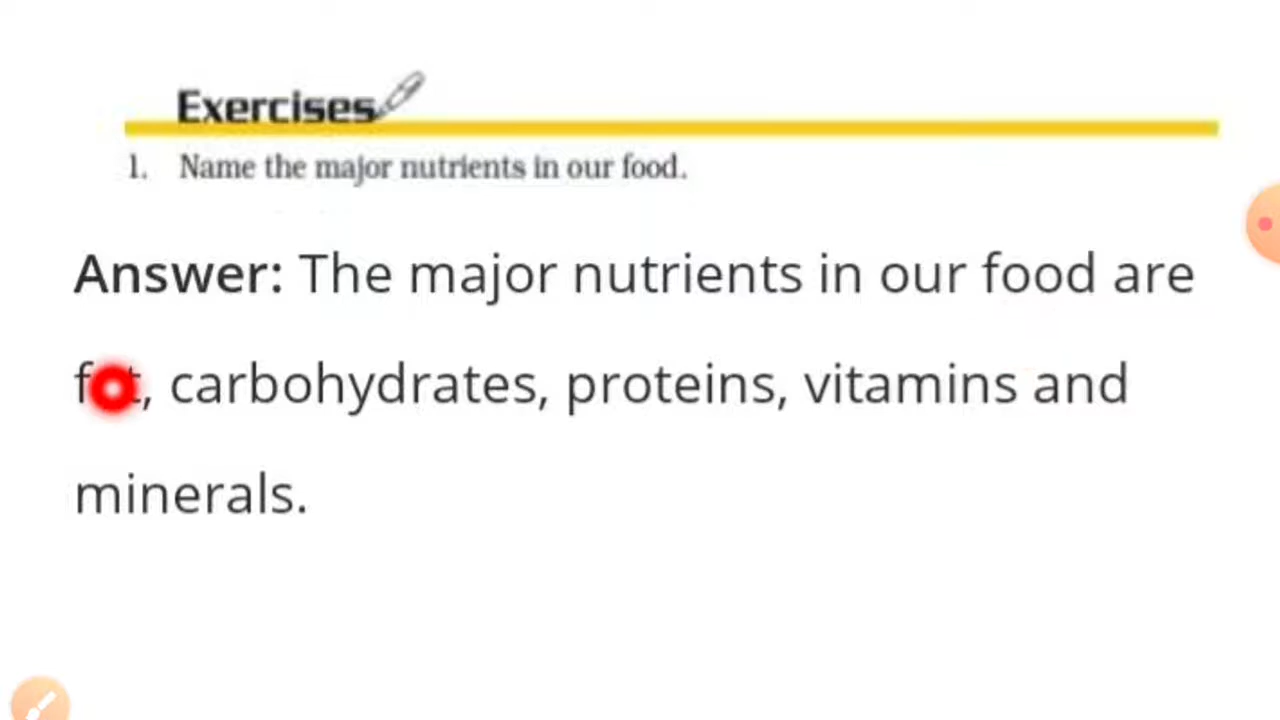 Exercises
1. Name the major nutrients in our food.
Answer: The major nutrients in our food are
carbohydrates, proteins, vitamins and
minerals.